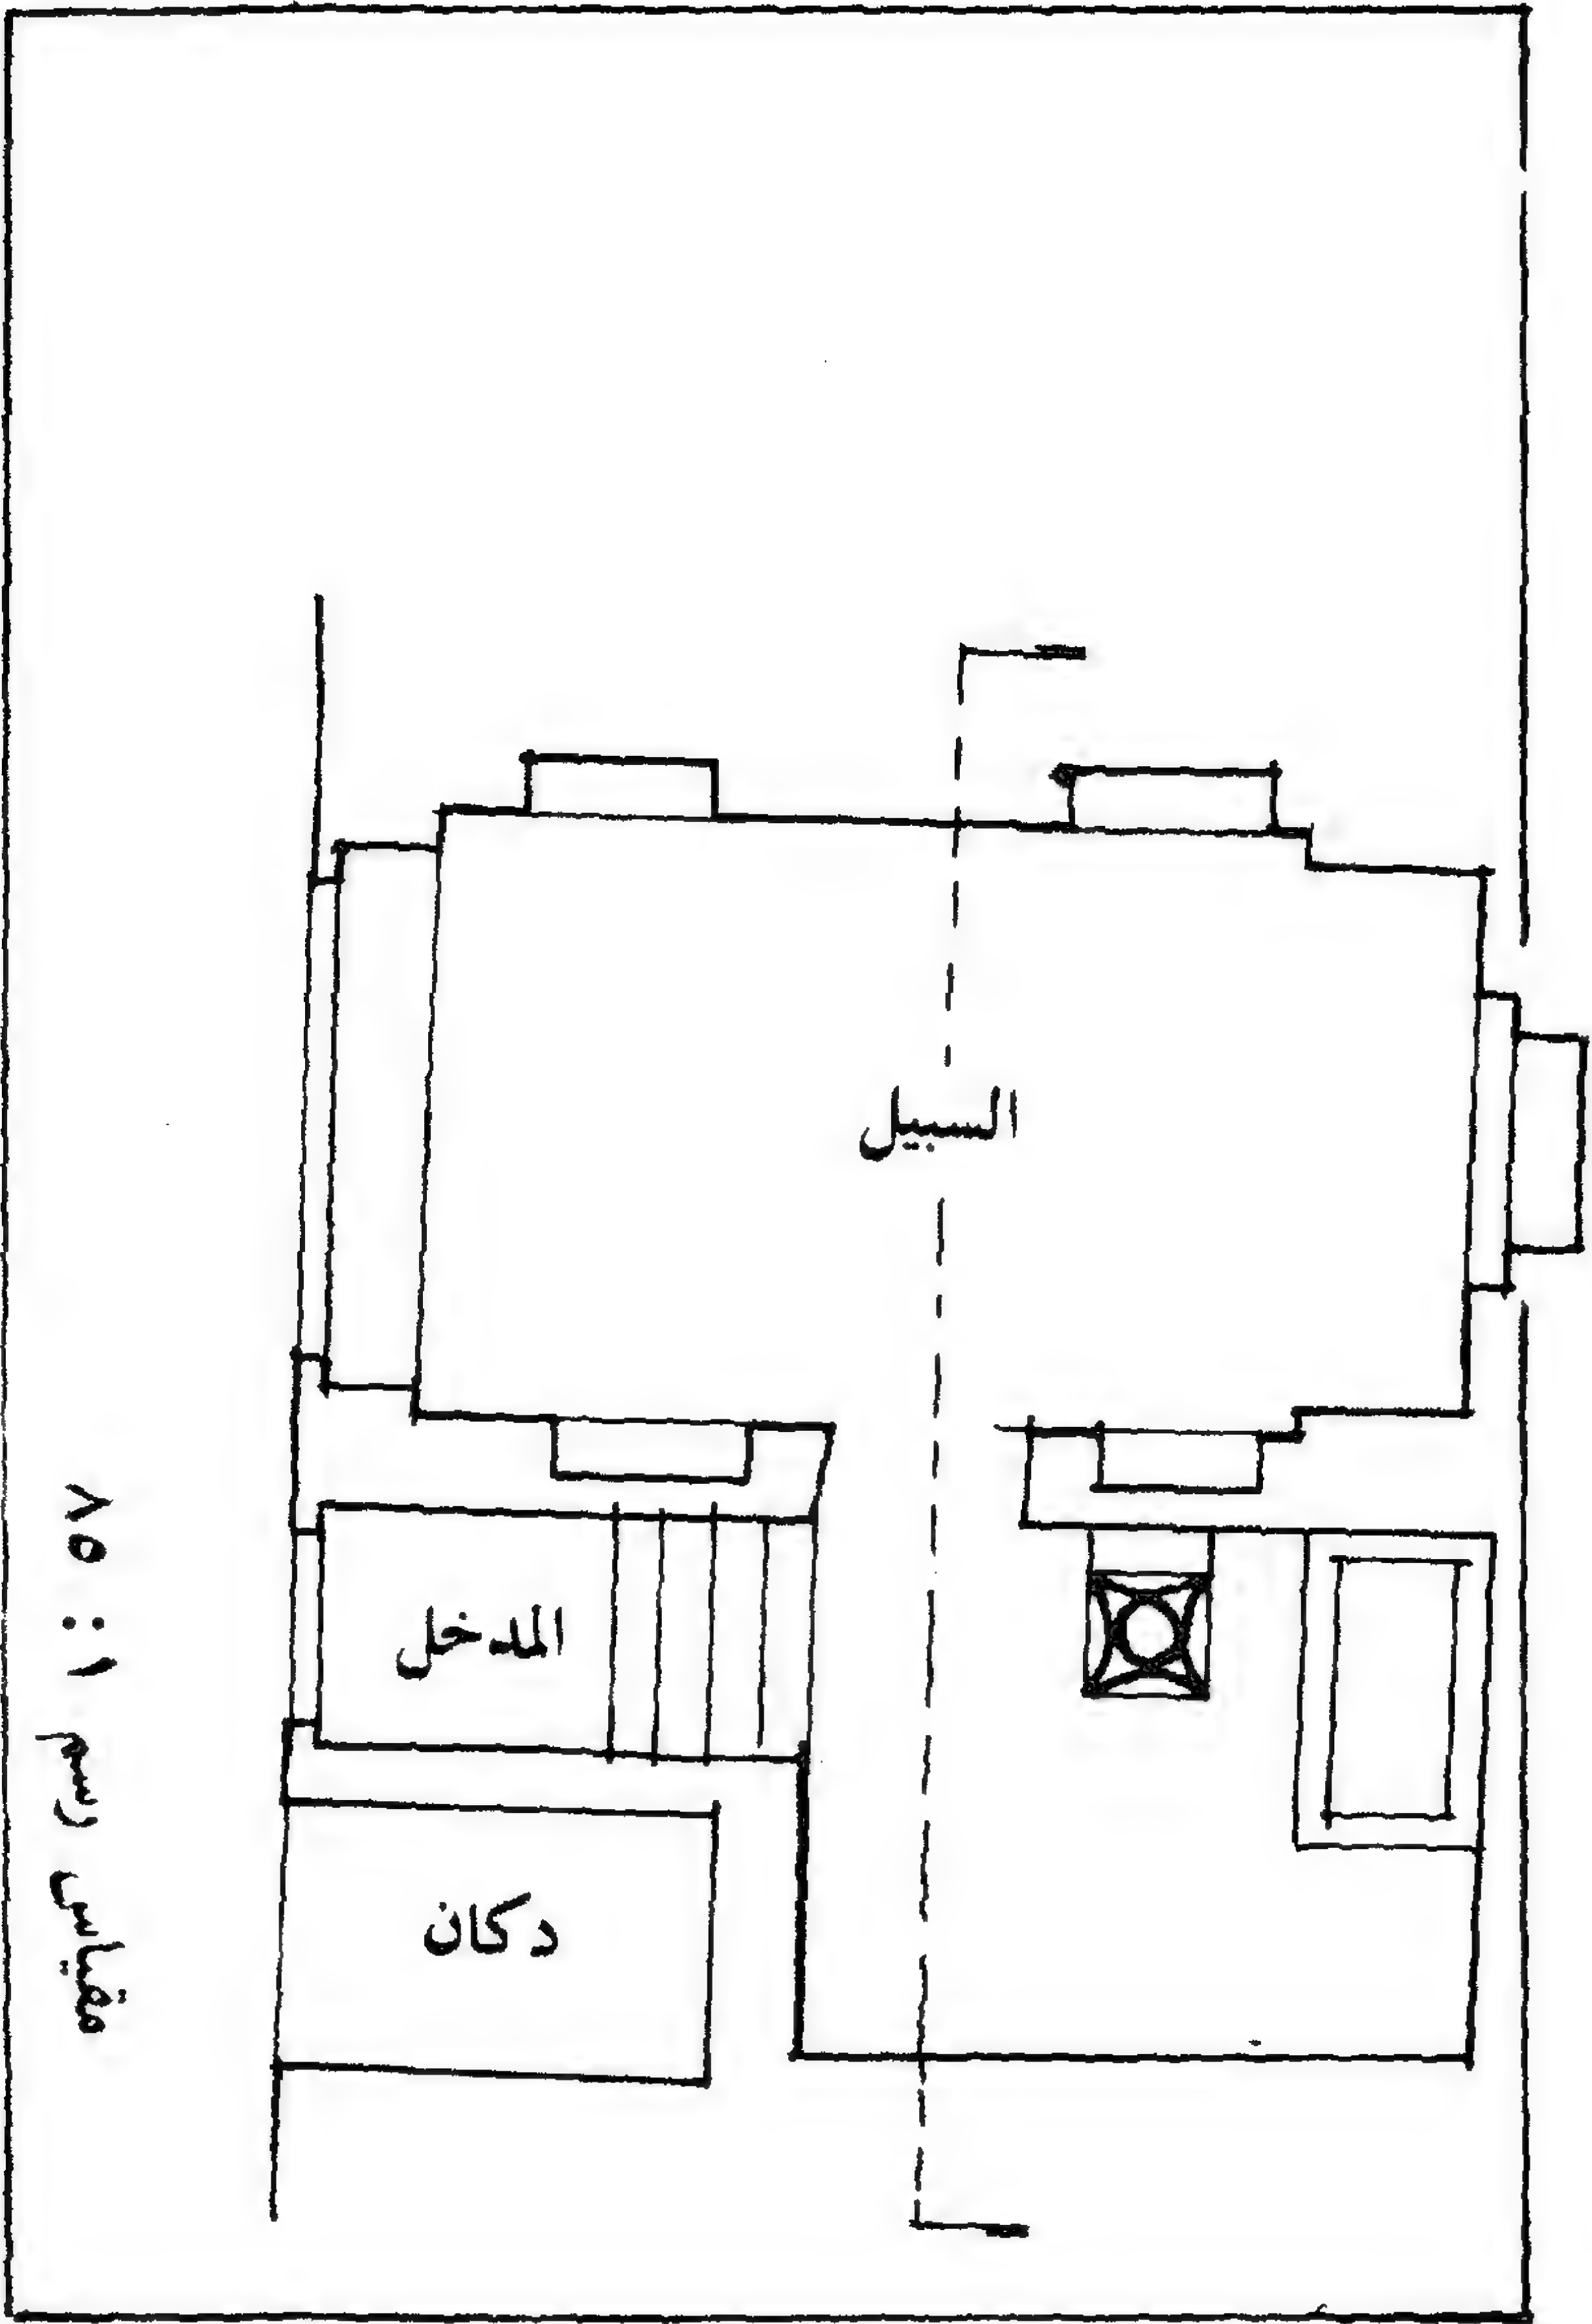 السبيل
المدخل
دكان
مقياس رسم ١ : ٨٥